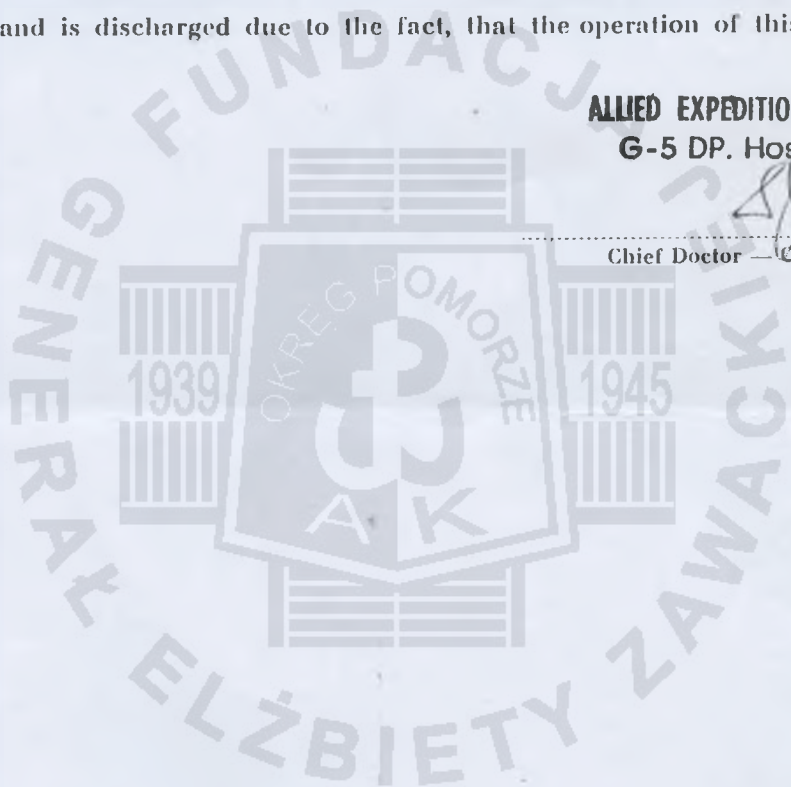 and is discharged due to the fact, that the operation of this
ALLIED EXPEDITIO
G-5 DP. Hos
Chief Doctor —
FUNDACJA
GENERAŁ ELŻBIETY ZAWACKIEJ
OKRĘG POMORZE
1939
1945
AK